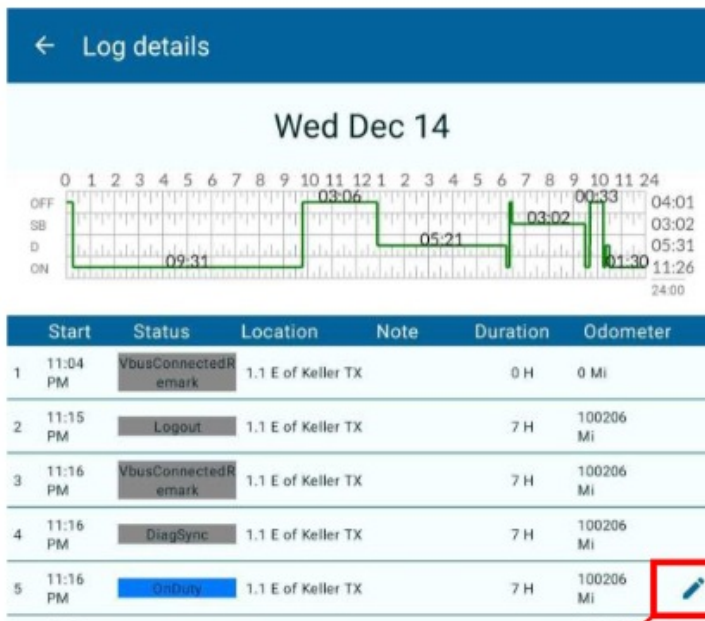 Log details
Wed Dec 14
0 1 2 3 4 5 6 7 8 9 10 11 12 1 2 3 4 5 6 7 8 9 10 11 24
OFF 03:06 00:33 04:01
SB 03:02 03:02
D 05:21 05:31
ON 09:31 01:30 11:26
24:00
Start Status Location Note Duration Odometer
1 11:04 PM VbusConnectedR emark 1.1 E of Keller TX 0 H 0 Mi
2 11:15 PM Logout 1.1 E of Keller TX 7 H 100206 Mi
3 11:16 PM VbusConnectedR emark 1.1 E of Keller TX 7 H 100206 Mi
4 11:16 PM DiagSync 1.1 E of Keller TX 7 H 100206 Mi
5 11:16 PM OnDuty 1.1 E of Keller TX 7 H 100206 Mi